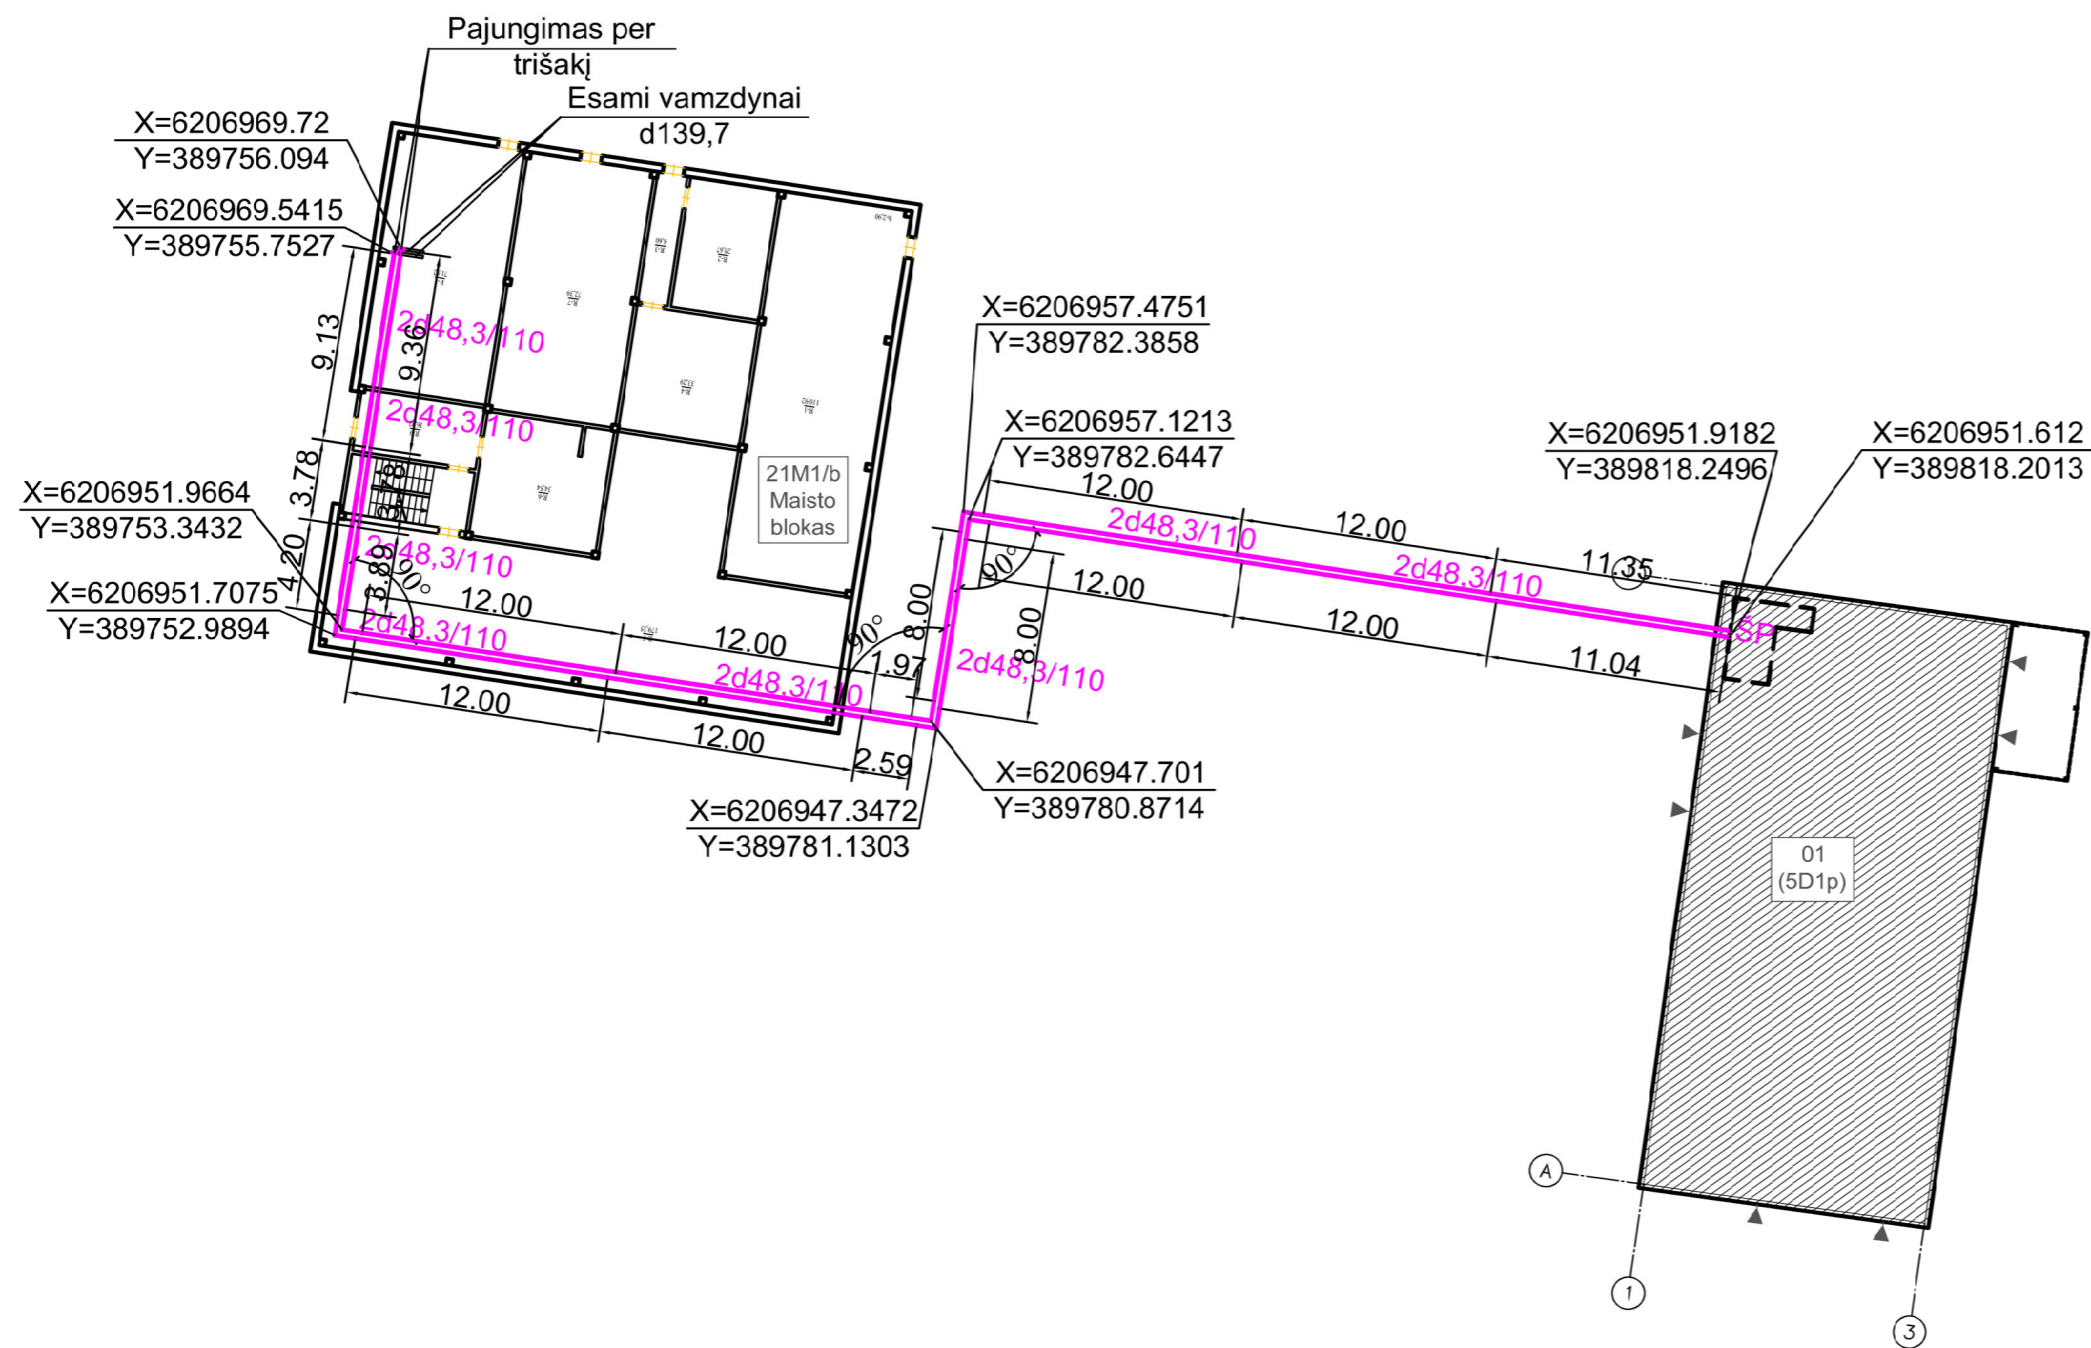 Pajungimas per
trišakį
Esami vamzdynai
d139,7
X=6206969.72
Y=389756.094
X=6206969.5415
Y=389755.7527
X=6206951.9664
Y=389753.3432
X=6206951.7075
Y=389752.9894
9.13
9.36
3.78
3.78
4.20
3.89
2d48,3/110
2d48,3/110
2d48,3/110
2d48,3/110
90°
12.00
12.00
1.97
90°
2d48,3/110
12.00
12.00
2.59
21M1/b
Maisto
blokas
X=6206957.4751
Y=389782.3858
X=6206957.1213
Y=389782.6447
X=6206947.701
Y=389780.8714
X=6206947.3472
Y=389781.1303
8.00
8.00
2d48,3/110
90°
12.00
2d48,3/110
12.00
2d48,3/110
11.35
12.00
12.00
11.04
X=6206951.9182
Y=389818.2496
X=6206951.612
Y=389818.2013
ŠP
01
(5D1p)
A
1
3